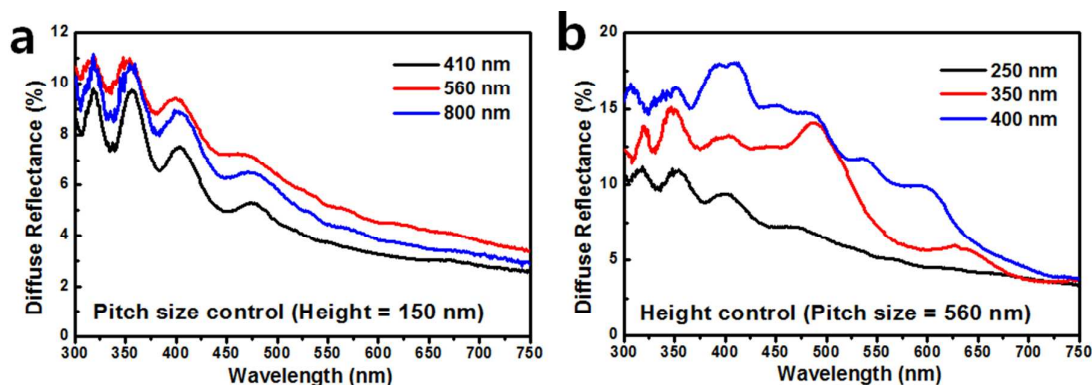 a
Diffuse Reflectance (%)
12
10
8
6
4
2
0
410 nm
560 nm
800 nm
Pitch size control (Height = 150 nm)
300 350 400 450 500 550 600 650 700 750
Wavelength (nm)
b
Diffuse Reflectance (%)
20
15
10
5
0
250 nm
350 nm
400 nm
Height control (Pitch size = 560 nm)
300 350 400 450 500 550 600 650 700 750
Wavelength (nm)